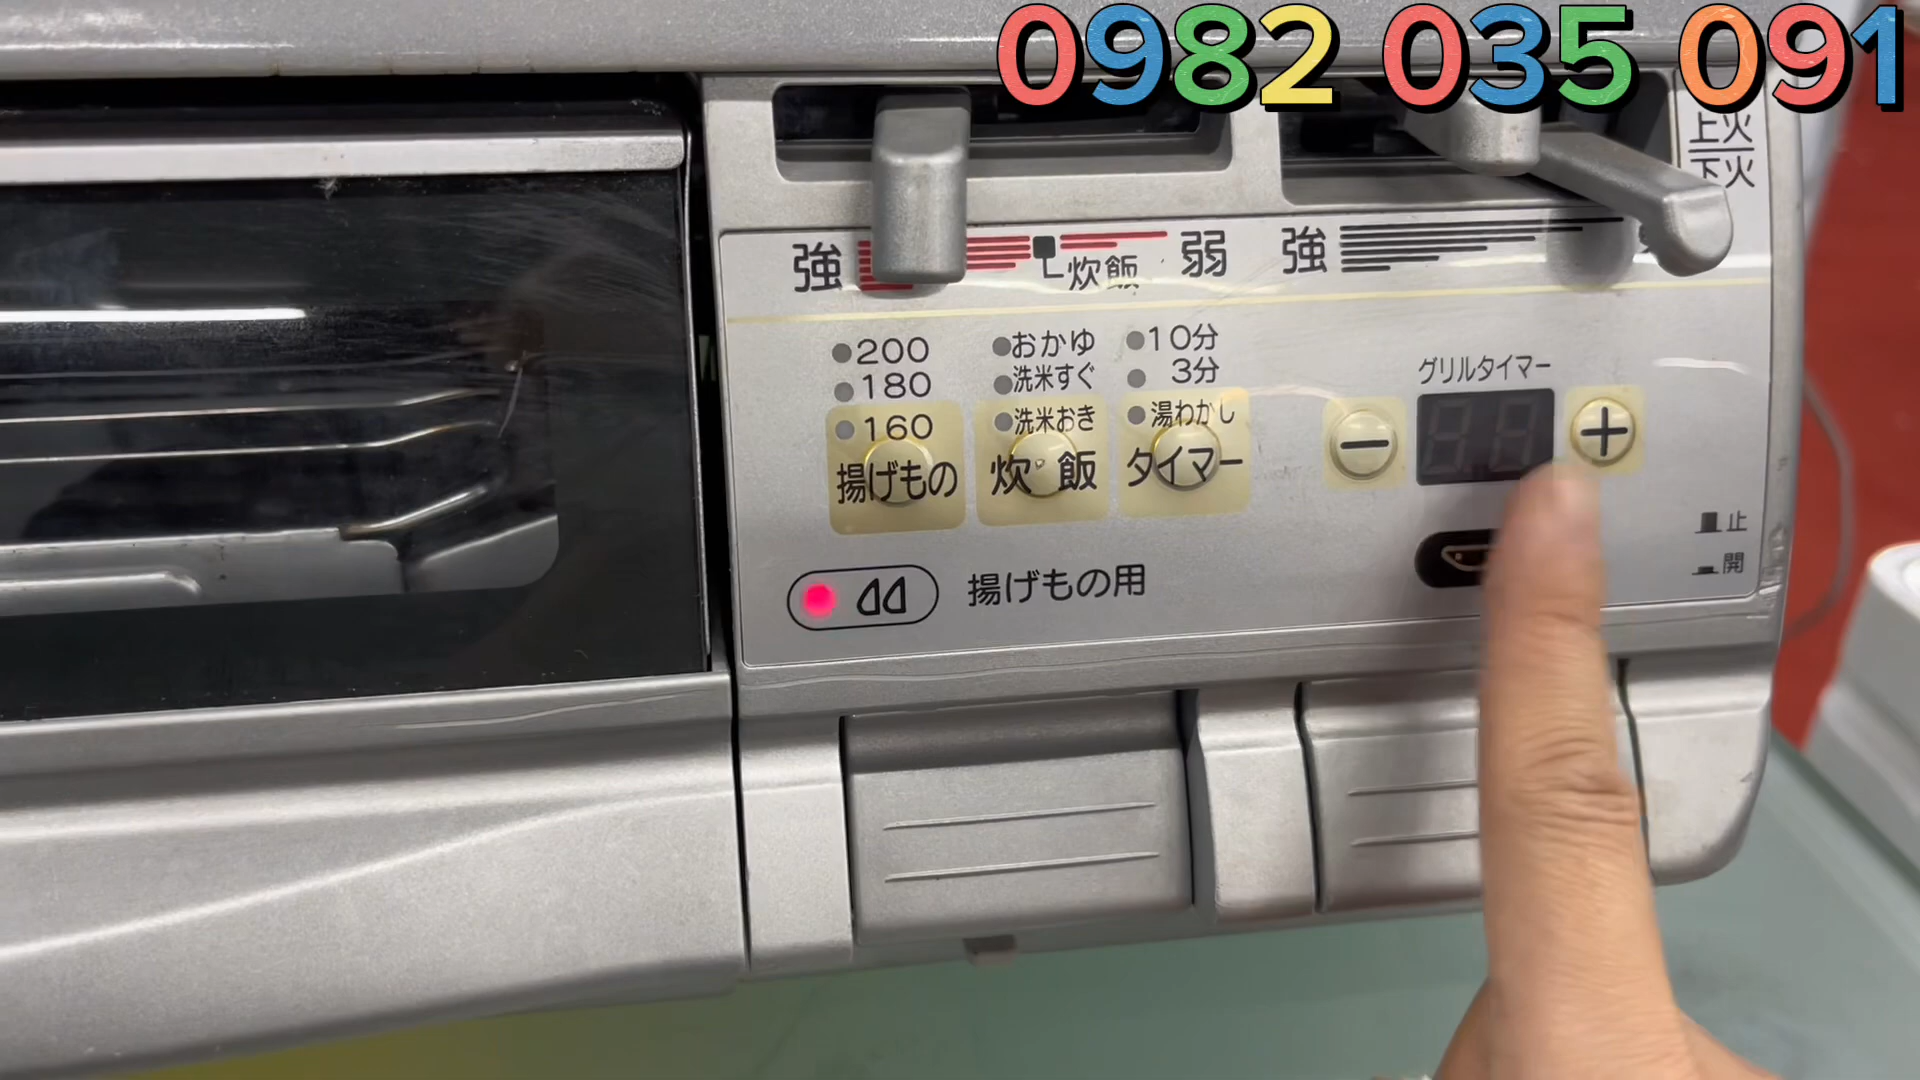 0982 035 091
上火
下火
強
弱
炊飯
強
200
180
160
揚げもの
おかゆ
洗米すぐ
洗米おき
炊飯
10分
3分
湯わかし
タイマー
グリルタイマー
88
止
開
揚げもの用